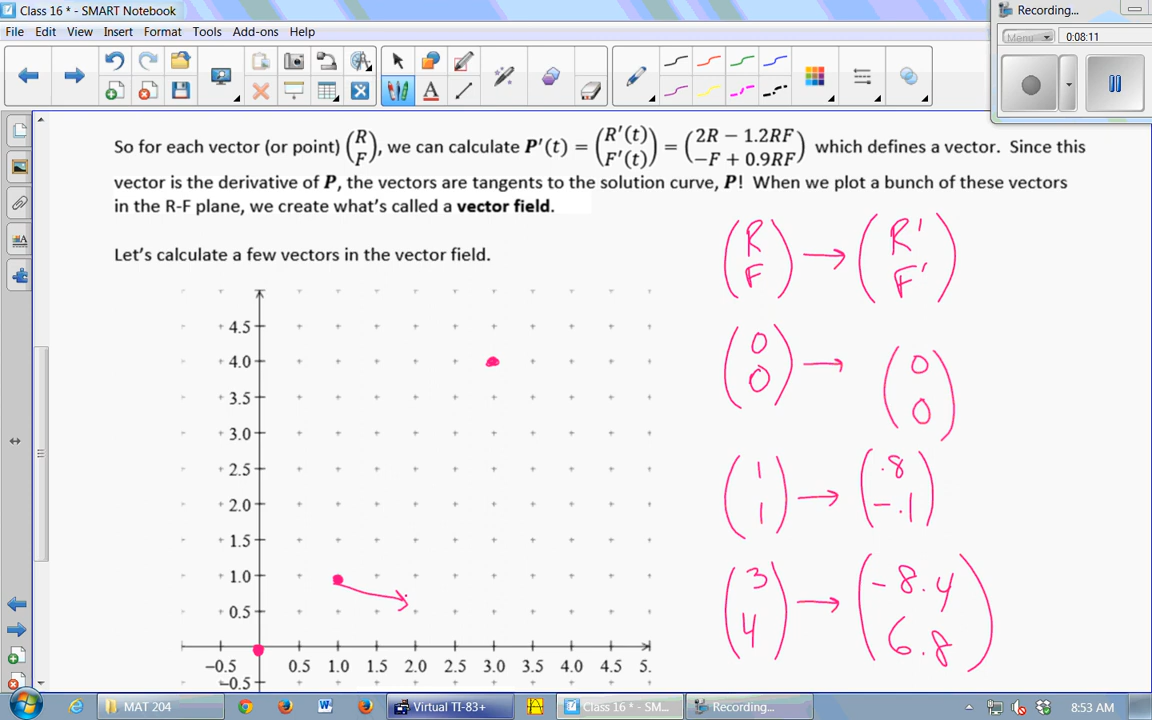 Class 16 * - SMART Notebook
Recording...
File Edit View Insert Format Tools Add-ons Help
Menu 0:08:11
So for each vector (or point) (R F), we can calculate P′(t) = (R′(t) F′(t)) = (2R − 1.2RF −F + 0.9RF) which defines a vector. Since this
vector is the derivative of P, the vectors are tangents to the solution curve, P! When we plot a bunch of these vectors
in the R-F plane, we create what's called a vector field.
Let's calculate a few vectors in the vector field.
(R F) → (R' F')
(0 0) → (0 0)
(1 1) → (.8 -.1)
(3 4) → (-8.4 6.8)
4.5
4.0
3.5
3.0
2.5
2.0
1.5
1.0
0.5
−0.5 0.5 1.0 1.5 2.0 2.5 3.0 3.5 4.0 4.5 5.
−0.5
MAT 204 Virtual TI-83+ Class 16 * - SM... Recording... 8:53 AM